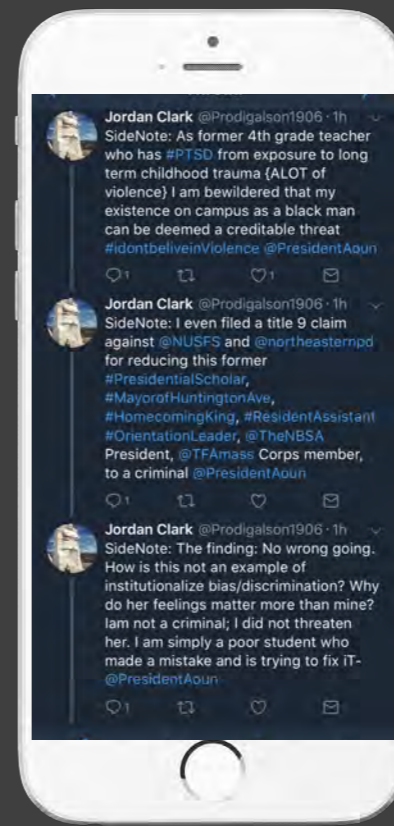 Jordan Clark @Prodigalson1906 · 1h
SideNote: As former 4th grade teacher
who has #PTSD from exposure to long
term childhood trauma {ALOT of
violence} I am bewildered that my
existence on campus as a black man
can be deemed a creditable threat
#idontbeliveinViolence @PresidentAoun
1 1
Jordan Clark @Prodigalson1906 · 1h
SideNote: I even filed a title 9 claim
against @NUSFS and @northeasternpd
for reducing this former
#PresidentialScholar,
#MayorofHuntingtonAve,
#HomecomingKing, #ResidentAssistant
#OrientationLeader, @TheNBSA
President, @TFAmass Corps member,
to a criminal @PresidentAoun
1
Jordan Clark @Prodigalson1906 · 1h
SideNote: The finding: No wrong going.
How is this not an example of
institutionalize bias/discrimination? Why
do her feelings matter more than mine?
Iam not a criminal; I did not threaten
her. I am simply a poor student who
made a mistake and is trying to fix iT-
@PresidentAoun
1